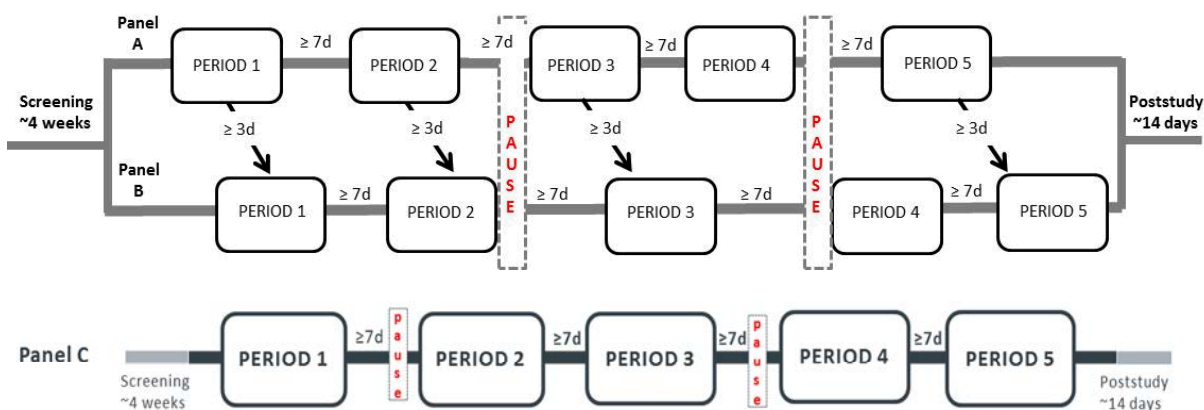 Panel
A
≥ 7d
≥ 7d
≥ 7d
≥ 7d
PERIOD 1
PERIOD 2
PERIOD 3
PERIOD 4
PERIOD 5
Screening
~4 weeks
Poststudy
~14 days
≥ 3d
≥ 3d
≥ 3d
≥ 3d
PAUSE
PAUSE
Panel
B
≥ 7d
≥ 7d
≥ 7d
≥ 7d
PERIOD 1
PERIOD 2
PERIOD 3
PERIOD 4
PERIOD 5
Panel C
PERIOD 1
≥7d
pause
PERIOD 2
≥7d
PERIOD 3
≥7d
pause
PERIOD 4
≥7d
PERIOD 5
Screening
~4 weeks
Poststudy
~14 days